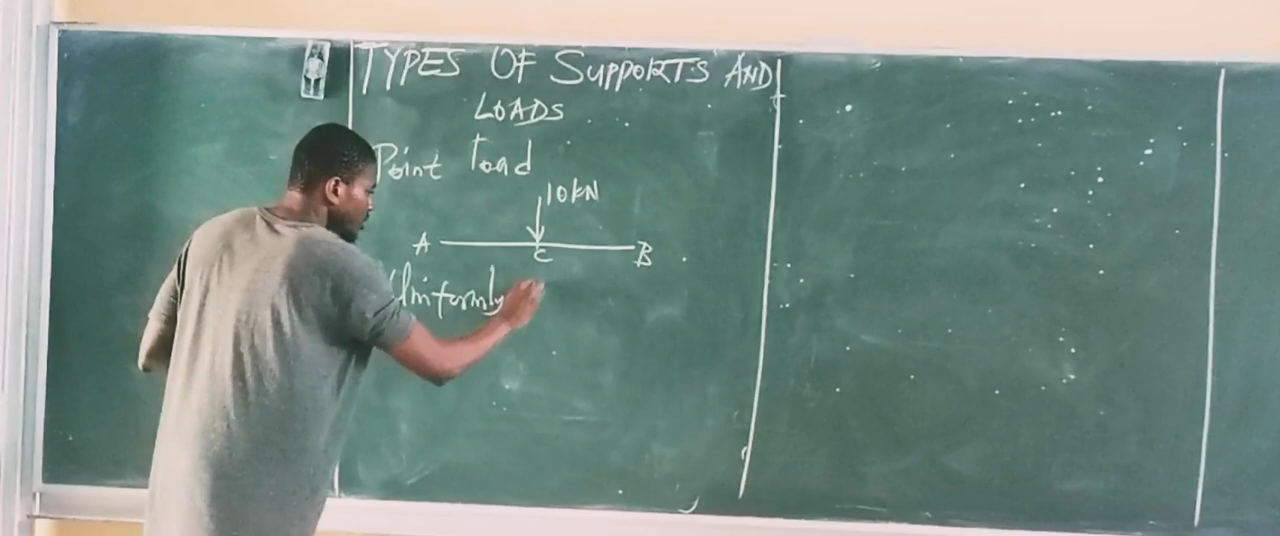 TYPES OF SUPPORTS AND
LOADS
Point load
10kN
A C B
Uniformly